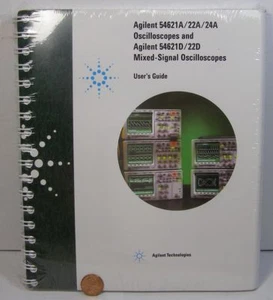 Agilent 54621A/22A/24A
Oscilloscopes and
Agilent 54621D/22D
Mixed-Signal Oscilloscopes
User's Guide
Agilent Technologies